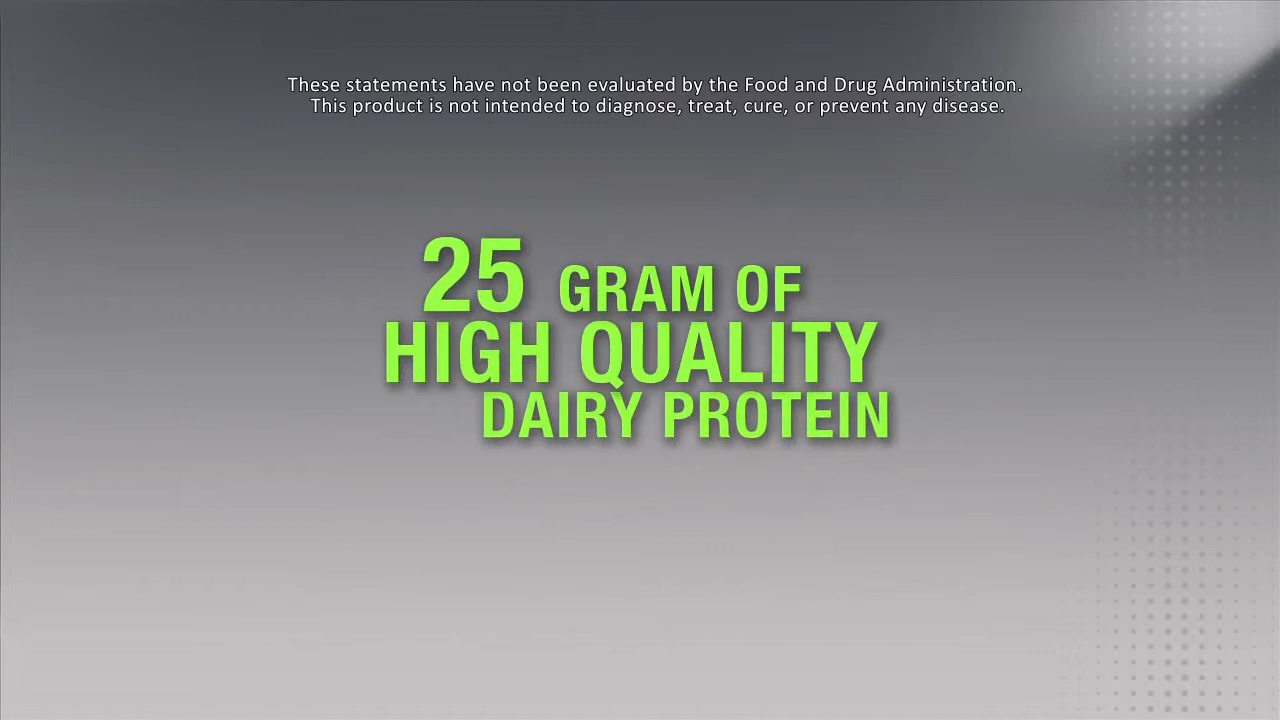 These statements have not been evaluated by the Food and Drug Administration.
This product is not intended to diagnose, treat, cure, or prevent any disease.
25 GRAM OF
HIGH QUALITY
DAIRY PROTEIN